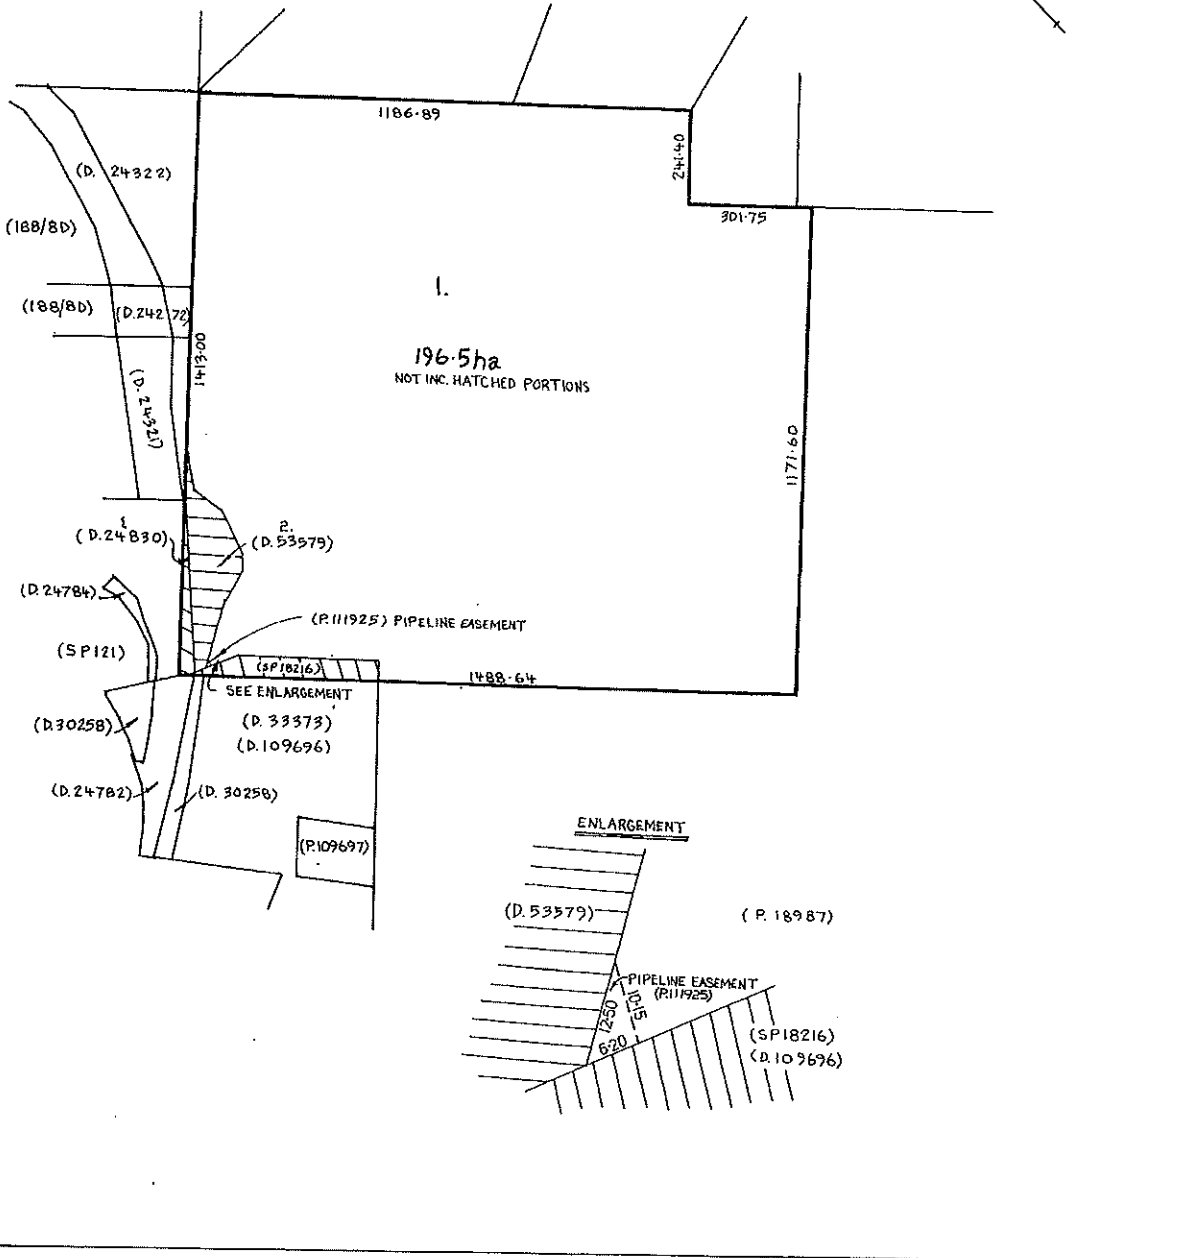 1186·89
241·40
(D. 24322)
301·75
(188/8D)
1.
(188/8D)
(D.24272)
1413·00
196·5ha
NOT INC. HATCHED PORTIONS
(D. 24321)
1171·60
2.
(D.24830)
(D. 53579)
(D.24784)
(P.111925) PIPELINE EASEMENT
(SP121)
(SP18216)
1488·64
SEE ENLARGEMENT
(D.30258)
(D. 33373)
(D.109696)
(D.24782)
(D. 30258)
(P.109697)
ENLARGEMENT
(D. 53579)
(P. 18987)
PIPELINE EASEMENT
(P.111925)
12·50
10·15
6·20
(SP18216)
(D. 109696)